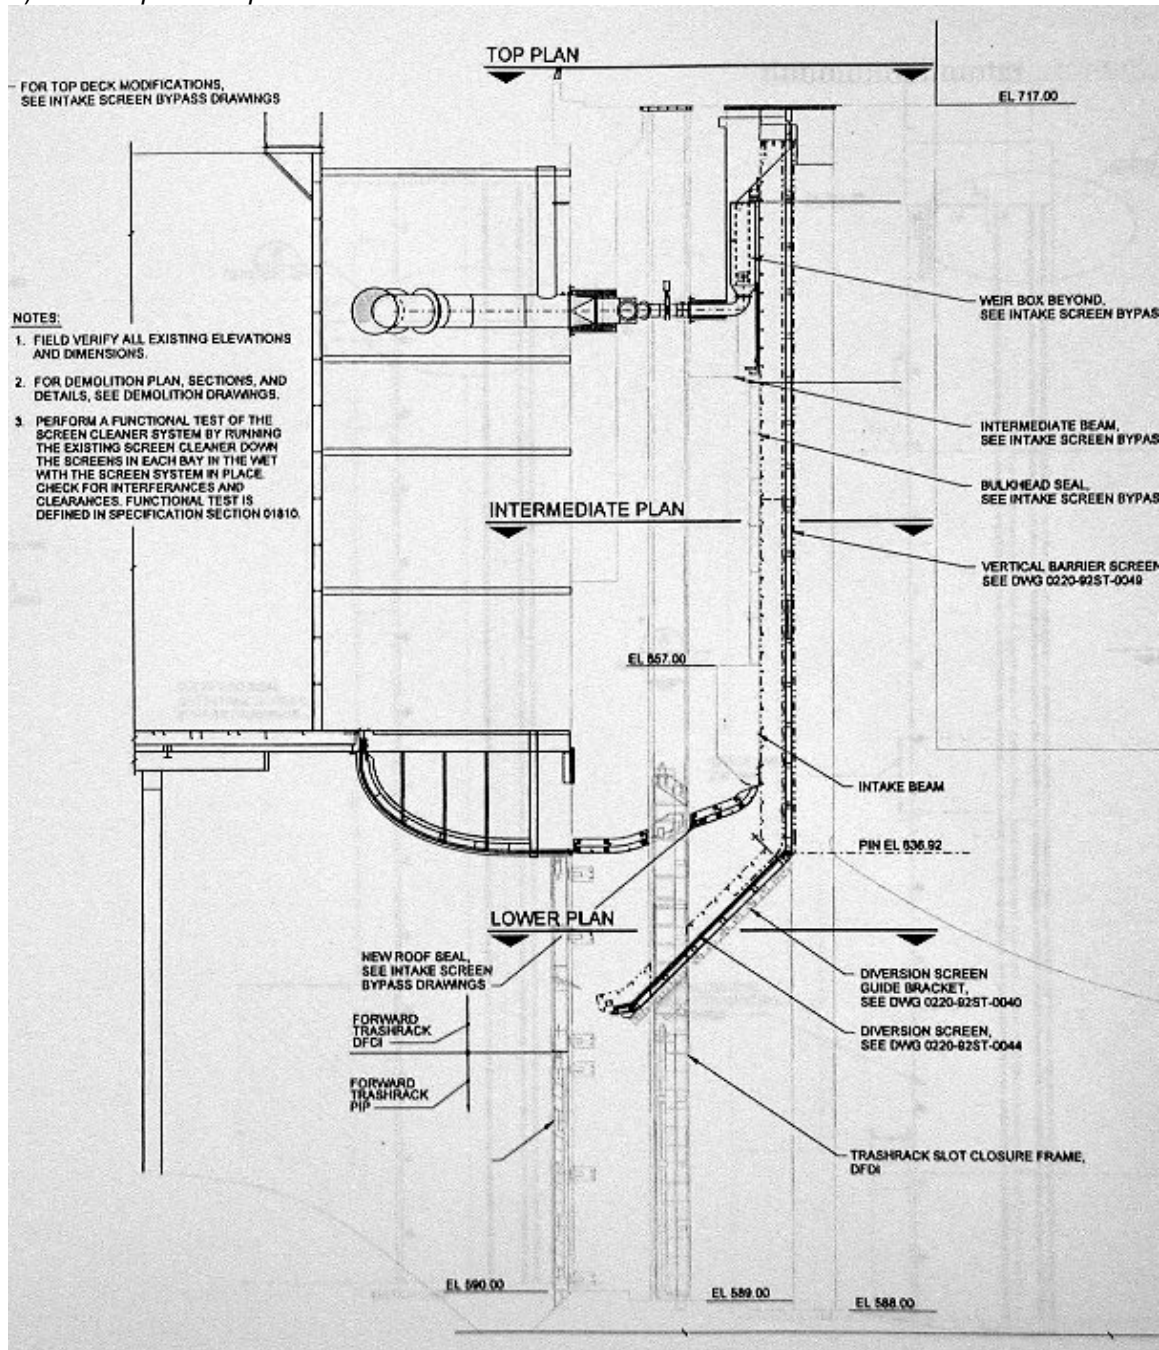 TOP PLAN
FOR TOP DECK MODIFICATIONS,
SEE INTAKE SCREEN BYPASS DRAWINGS
EL 717.00
WEIR BOX BEYOND,
SEE INTAKE SCREEN BYPAS
NOTES:
1. FIELD VERIFY ALL EXISTING ELEVATIONS
AND DIMENSIONS.
2. FOR DEMOLITION PLAN, SECTIONS, AND
DETAILS, SEE DEMOLITION DRAWINGS.
3. PERFORM A FUNCTIONAL TEST OF THE
SCREEN CLEANER SYSTEM BY RUNNING
THE EXISTING SCREEN CLEANER DOWN
THE SCREENS IN EACH BAY IN THE WET
WITH THE SCREEN SYSTEM IN PLACE.
CHECK FOR INTERFERANCES AND
CLEARANCES. FUNCTIONAL TEST IS
DEFINED IN SPECIFICATION SECTION 01810.
INTERMEDIATE BEAM,
SEE INTAKE SCREEN BYPAS
BULKHEAD SEAL,
SEE INTAKE SCREEN BYPAS
INTERMEDIATE PLAN
VERTICAL BARRIER SCREEN
SEE DWG 0220-92ST-0049
EL 657.00
INTAKE BEAM
PIN EL 636.92
LOWER PLAN
NEW ROOF SEAL,
SEE INTAKE SCREEN
BYPASS DRAWINGS
DIVERSION SCREEN
GUIDE BRACKET,
SEE DWG 0220-92ST-0040
FORWARD
TRASHRACK
DFDI
DIVERSION SCREEN,
SEE DWG 0220-92ST-0044
FORWARD
TRASHRACK
PIP
TRASHRACK SLOT CLOSURE FRAME,
DFDI
EL 590.00
EL 589.00
EL 588.00